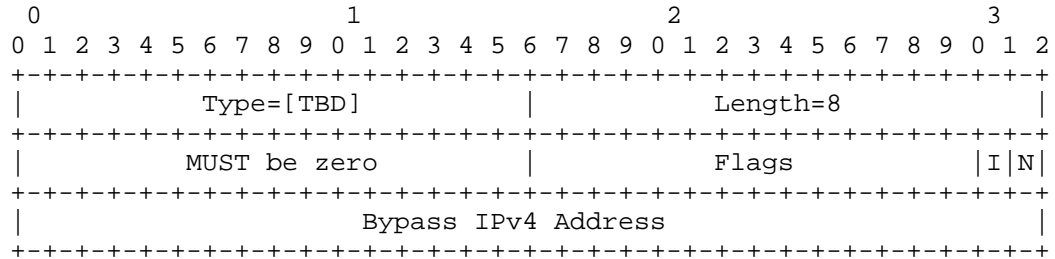 0                   1                   2                   3
0 1 2 3 4 5 6 7 8 9 0 1 2 3 4 5 6 7 8 9 0 1 2 3 4 5 6 7 8 9 0 1 2
+-+-+-+-+-+-+-+-+-+-+-+-+-+-+-+-+-+-+-+-+-+-+-+-+-+-+-+-+-+-+-+-+
|           Type=[TBD]          |           Length=8            |
+-+-+-+-+-+-+-+-+-+-+-+-+-+-+-+-+-+-+-+-+-+-+-+-+-+-+-+-+-+-+-+-+
|          MUST be zero         |           Flags           |I|N|
+-+-+-+-+-+-+-+-+-+-+-+-+-+-+-+-+-+-+-+-+-+-+-+-+-+-+-+-+-+-+-+-+
|                     Bypass IPv4 Address                       |
+-+-+-+-+-+-+-+-+-+-+-+-+-+-+-+-+-+-+-+-+-+-+-+-+-+-+-+-+-+-+-+-+